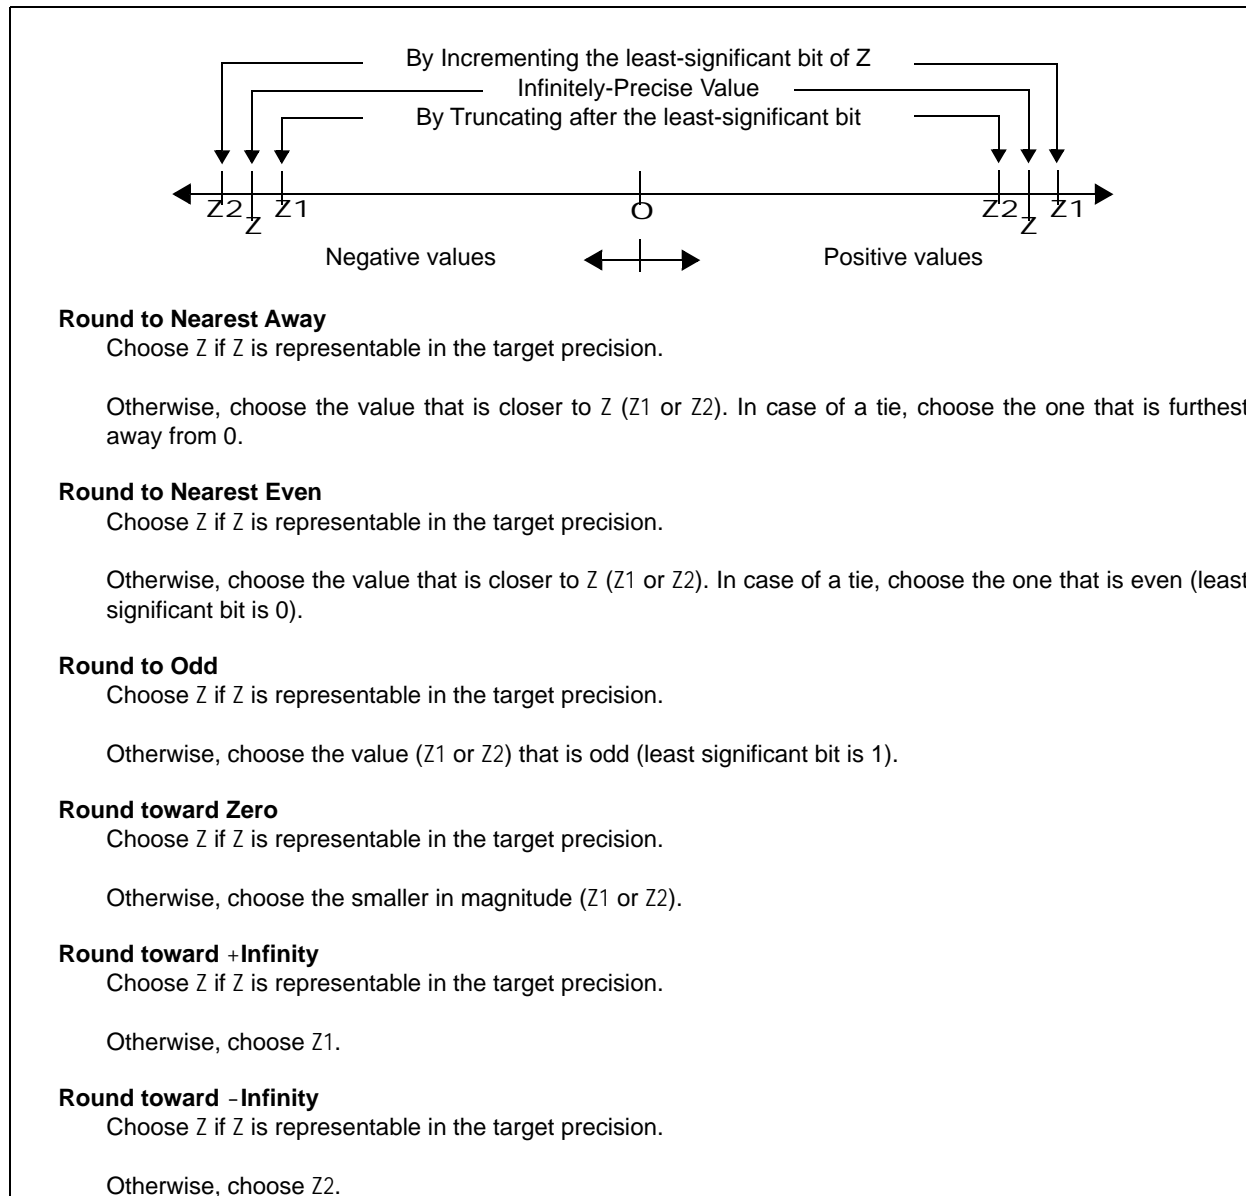 By Incrementing the least-significant bit of Z
Infinitely-Precise Value
By Truncating after the least-significant bit
Z2 Z Z1 0 Z2 Z Z1
Negative values Positive values
Round to Nearest Away
Choose Z if Z is representable in the target precision.
Otherwise, choose the value that is closer to Z (Z1 or Z2). In case of a tie, choose the one that is furthest
away from 0.
Round to Nearest Even
Choose Z if Z is representable in the target precision.
Otherwise, choose the value that is closer to Z (Z1 or Z2). In case of a tie, choose the one that is even (least
significant bit is 0).
Round to Odd
Choose Z if Z is representable in the target precision.
Otherwise, choose the value (Z1 or Z2) that is odd (least significant bit is 1).
Round toward Zero
Choose Z if Z is representable in the target precision.
Otherwise, choose the smaller in magnitude (Z1 or Z2).
Round toward +Infinity
Choose Z if Z is representable in the target precision.
Otherwise, choose Z1.
Round toward -Infinity
Choose Z if Z is representable in the target precision.
Otherwise, choose Z2.